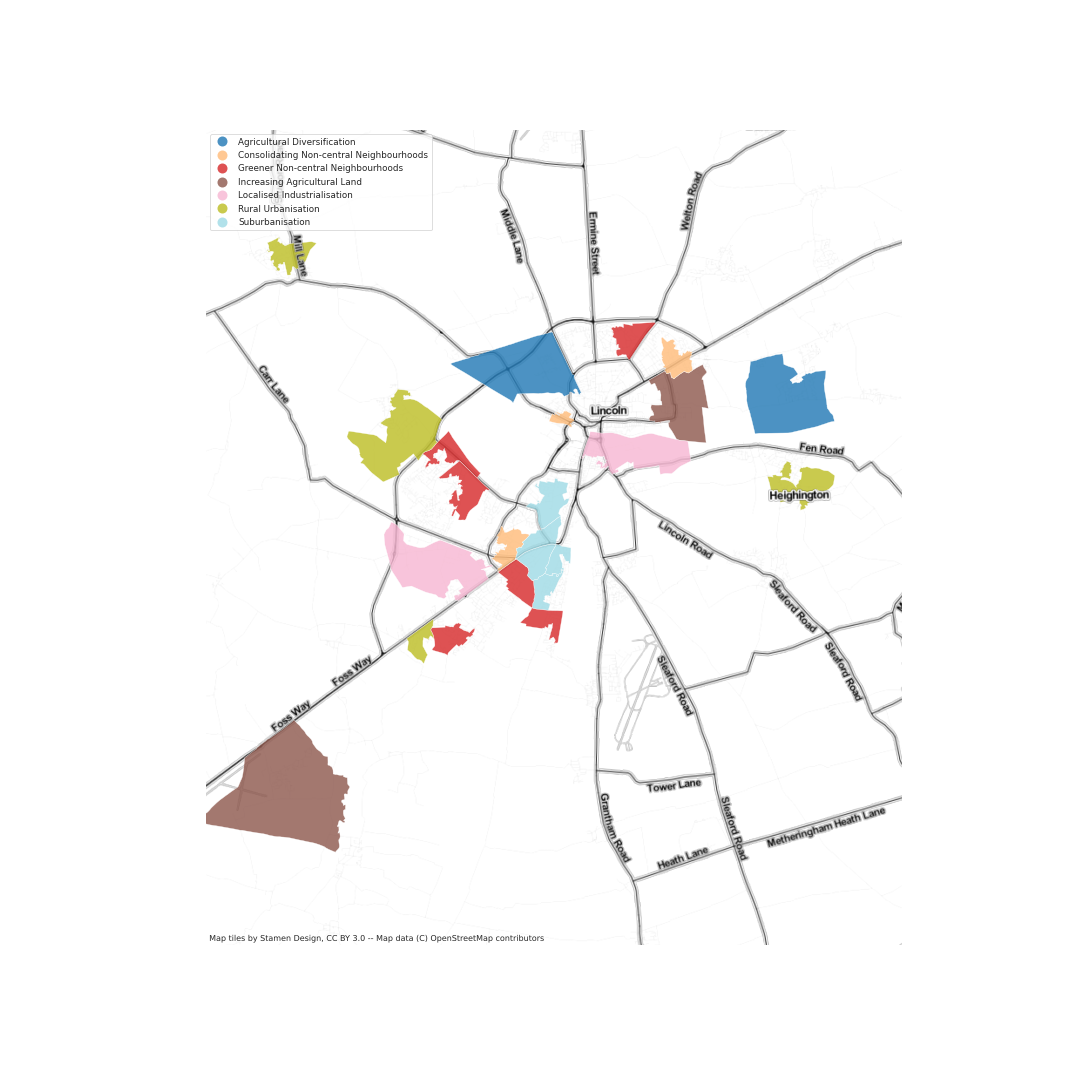 Agricultural Diversification
Consolidating Non-central Neighbourhoods
Greener Non-central Neighbourhoods
Increasing Agricultural Land
Localised Industrialisation
Rural Urbanisation
Suburbanisation
Mill Lane
Middle Lane
Ermine Street
Welton Road
Carr Lane
Lincoln
Fen Road
Heighington
Lincoln Road
Sleaford Road
Sleaford Road
Sleaford Road
Foss Way
Foss Way
Tower Lane
Grantham Road
Sleaford Road
Heath Lane
Metheringham Heath Lane
Map tiles by Stamen Design, CC BY 3.0 -- Map data (C) OpenStreetMap contributors